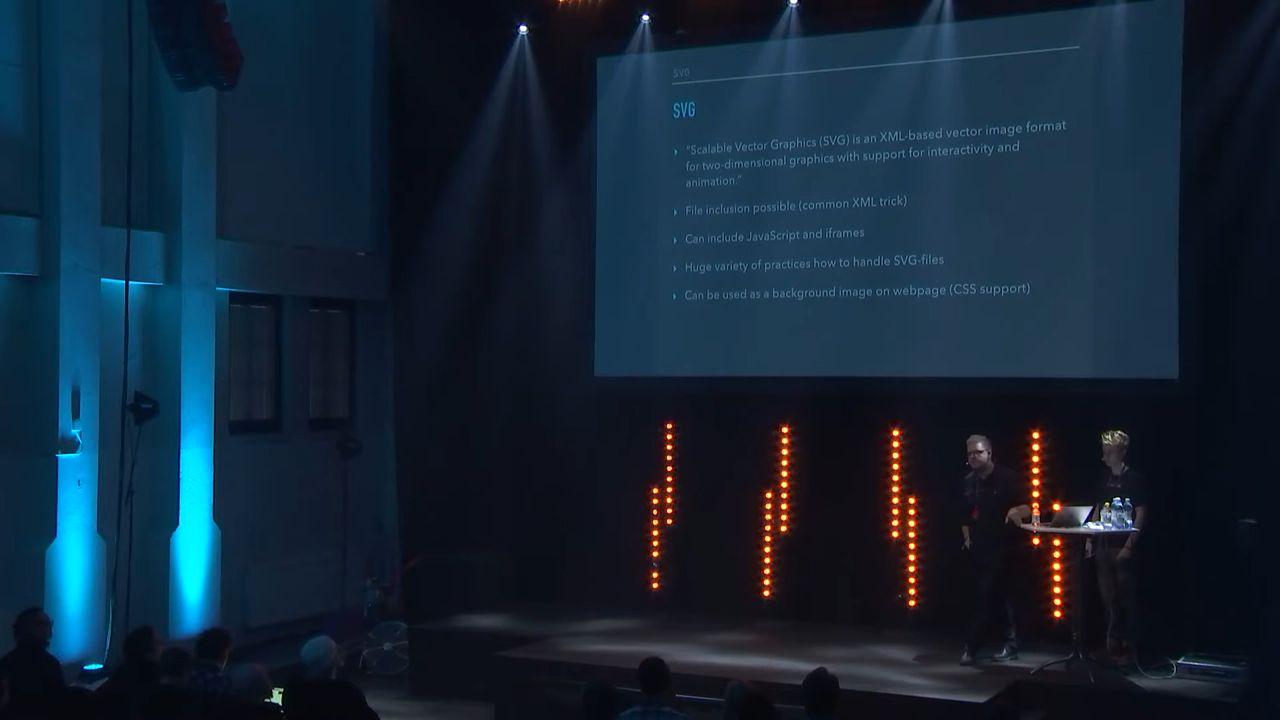 SVG
SVG
"Scalable Vector Graphics (SVG) is an XML-based vector image format
for two-dimensional graphics with support for interactivity and
animation."
File inclusion possible (common XML trick)
Can include JavaScript and iframes
Huge variety of practices how to handle SVG-files
Can be used as a background image on webpage (CSS support)